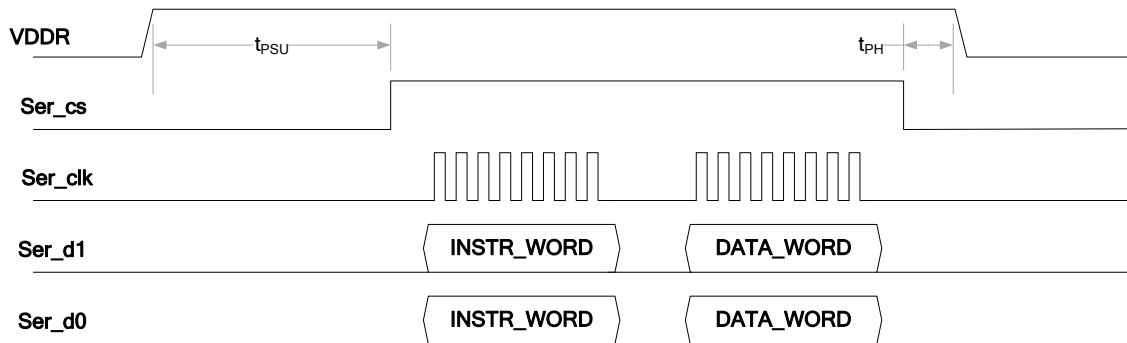 VDDR
tPSU
tPH
Ser_cs
Ser_clk
Ser_d1
INSTR_WORD
DATA_WORD
Ser_d0
INSTR_WORD
DATA_WORD